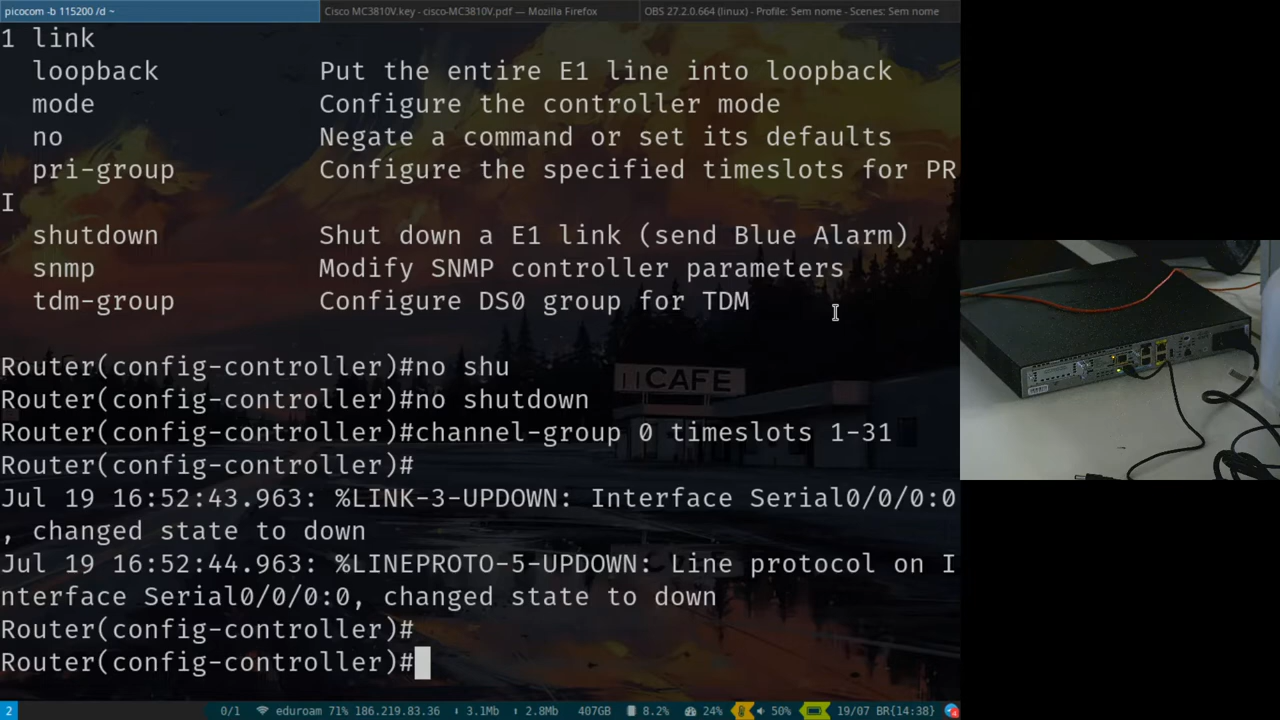 picocom -b 115200 /d ~
Cisco MC3810V.key - cisco-MC3810V.pdf — Mozilla Firefox
OBS 27.2.0.664 (linux) - Profile: Sem nome - Scenes: Sem nome
1 link
loopback Put the entire E1 line into loopback
mode Configure the controller mode
no Negate a command or set its defaults
pri-group Configure the specified timeslots for PR
I
shutdown Shut down a E1 link (send Blue Alarm)
snmp Modify SNMP controller parameters
tdm-group Configure DS0 group for TDM
CAFE
Router(config-controller)#no shu
Router(config-controller)#no shutdown
Router(config-controller)#channel-group 0 timeslots 1-31
Router(config-controller)#
Jul 19 16:52:43.963: %LINK-3-UPDOWN: Interface Serial0/0/0:0
, changed state to down
Jul 19 16:52:44.963: %LINEPROTO-5-UPDOWN: Line protocol on I
nterface Serial0/0/0:0, changed state to down
Router(config-controller)#
Router(config-controller)#
2 0/1 eduroam 71% 186.219.83.36 3.1Mb 2.8Mb 407GB 8.2% 24% 50% 19/07 BR(14:38)